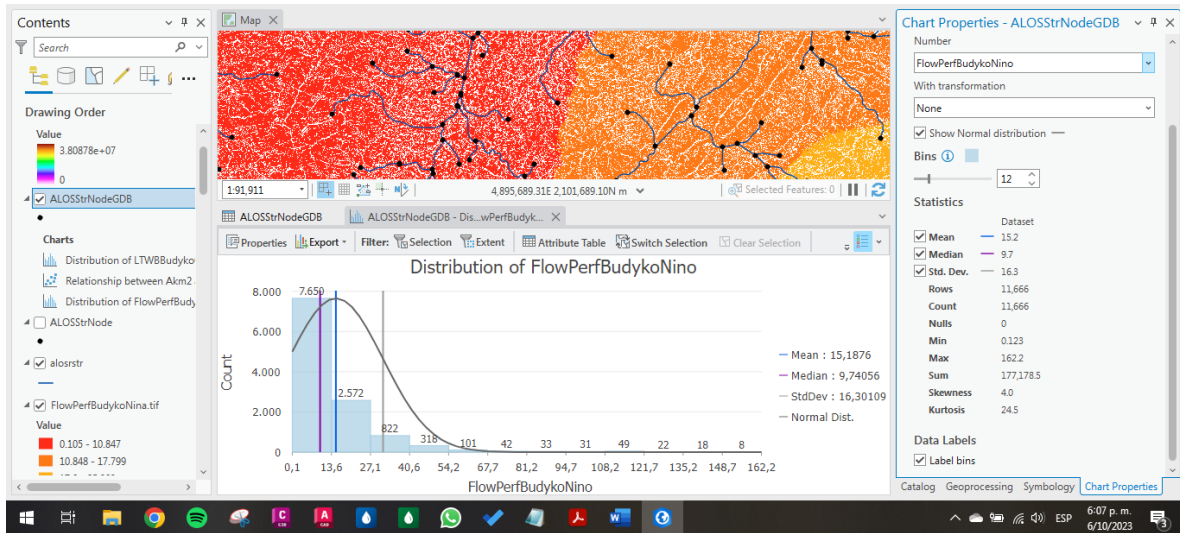 Contents
Search
Drawing Order
Value
3.80878e+07
0
ALOSStrNodeGDB
Charts
Distribution of LTWBBudyko
Relationship between Akm2
Distribution of FlowPerfBudy
ALOSStrNode
alosrstr
FlowPerfBudykoNina.tif
Value
0.105 - 10.847
10.848 - 17.799
Map
1:91,911
4,895,689.31E 2,101,689.10N m
Selected Features: 0
ALOSStrNodeGDB
ALOSStrNodeGDB - Dis...wPerfBudyk...
Properties Export Filter: Selection Extent Attribute Table Switch Selection Clear Selection
Distribution of FlowPerfBudykoNino
Count
8.000
6.000
4.000
2.000
0
7.650
2.572
822
318
101
42
33
31
49
22
18
8
0,1 13,6 27,1 40,6 54,2 67,7 81,2 94,7 108,2 121,7 135,2 148,7 162,2
FlowPerfBudykoNino
Mean : 15,1876
Median : 9,74056
StdDev : 16,30109
Normal Dist.
Chart Properties - ALOSStrNodeGDB
Number
FlowPerfBudykoNino
With transformation
None
Show Normal distribution
Bins
12
Statistics
Dataset
Mean 15.2
Median 9.7
Std. Dev. 16.3
Rows 11,666
Count 11,666
Nulls 0
Min 0.123
Max 162.2
Sum 177,178.5
Skewness 4.0
Kurtosis 24.5
Data Labels
Label bins
Catalog Geoprocessing Symbology Chart Properties
ESP
6:07 p. m.
6/10/2023
3